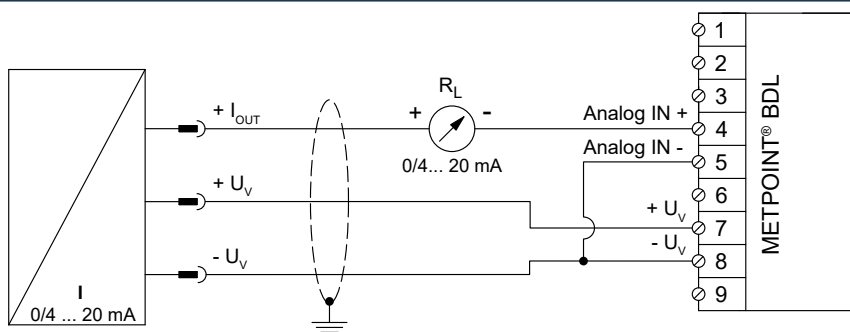 + I_OUT
+ U_V
- U_V
I
0/4 ... 20 mA
R_L
+ -
0/4... 20 mA
Analog IN +
Analog IN -
+ U_V
- U_V
1
2
3
4
5
6
7
8
9
METPOINT® BDL